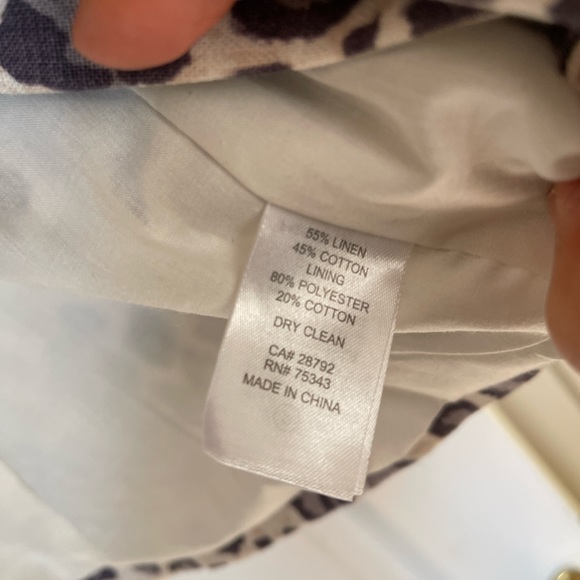 55% LINEN
45% COTTON
LINING
80% POLYESTER
20% COTTON
DRY CLEAN
CA# 28792
RN# 75343
MADE IN CHINA